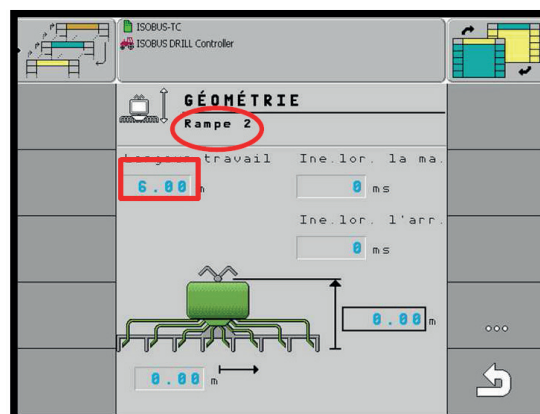 ISOBUS-TC
ISOBUS DRILL Controller
GÉOMÉTRIE
Rampe 2
travail Ine.lor. la ma.
6.00 m 0 ms
Ine.lor. l'arr.
0 ms
0.00 m
0.00 m